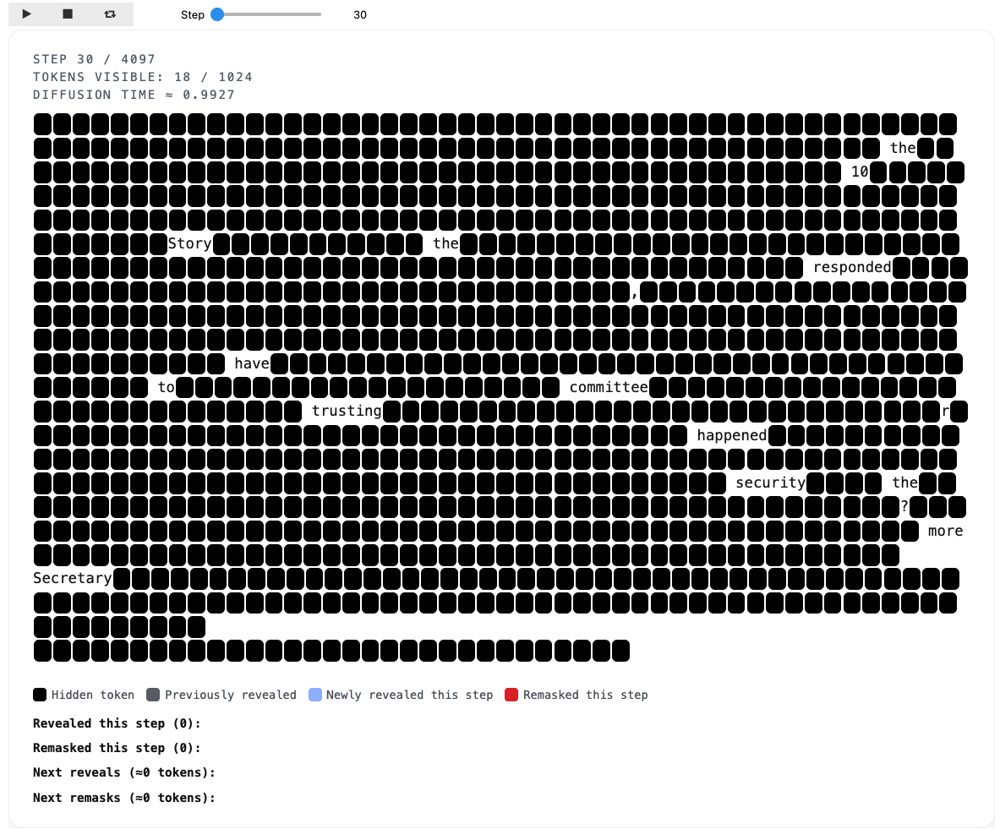 Step 30
STEP 30 / 4097
TOKENS VISIBLE: 18 / 1024
DIFFUSION TIME ≈ 0.9927
the
10
Story the
responded
,
have
to committee
trusting r
happened
security the
?
more
Secretary
Hidden token Previously revealed Newly revealed this step Remasked this step
Revealed this step (0):
Remasked this step (0):
Next reveals (≈0 tokens):
Next remasks (≈0 tokens):